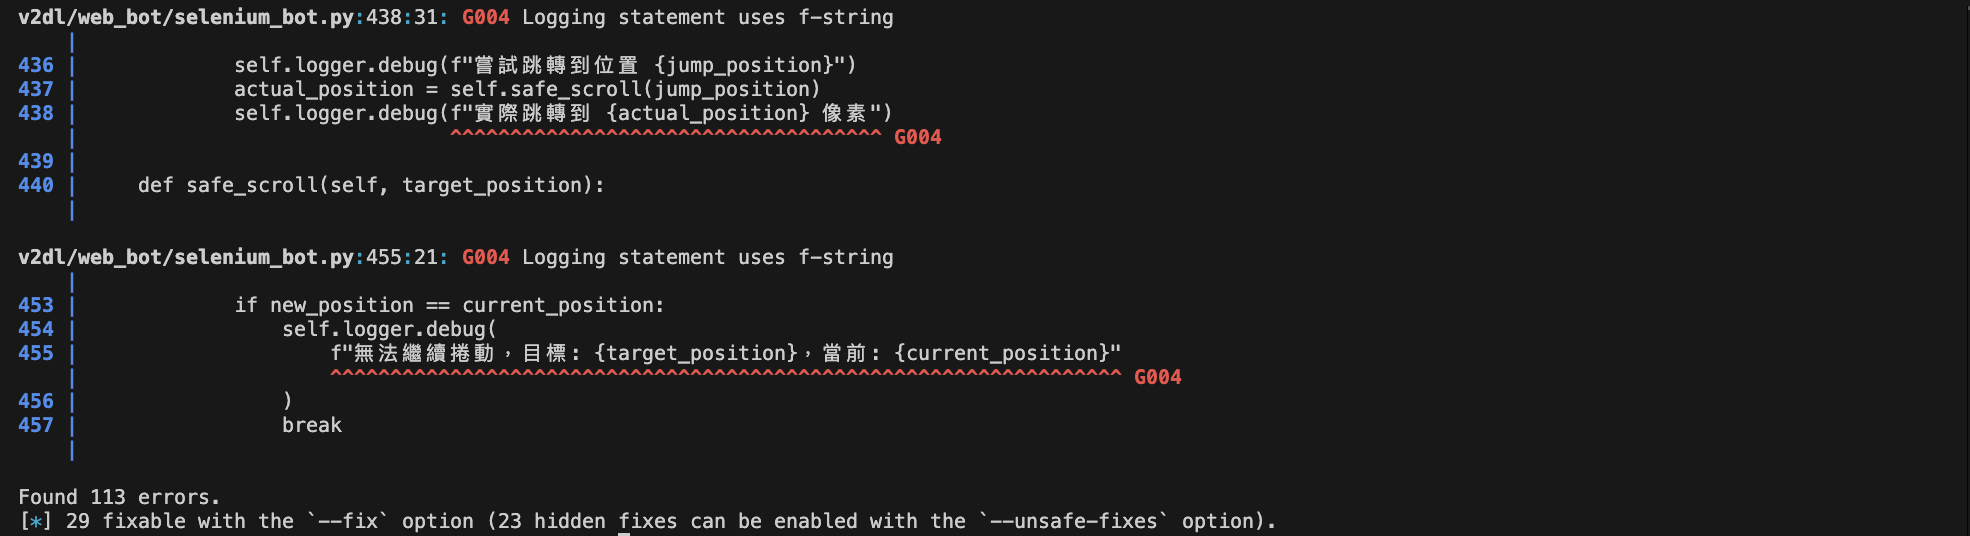 v2dl/web_bot/selenium_bot.py:438:31: G004 Logging statement uses f-string
    |
436 |             self.logger.debug(f"嘗試跳轉到位置 {jump_position}")
437 |             actual_position = self.safe_scroll(jump_position)
438 |             self.logger.debug(f"實際跳轉到 {actual_position} 像素")
    |                               ^^^^^^^^^^^^^^^^^^^^^^^^^^^^^^^^^^^^ G004
439 |
440 |     def safe_scroll(self, target_position):
    |

v2dl/web_bot/selenium_bot.py:455:21: G004 Logging statement uses f-string
    |
453 |             if new_position == current_position:
454 |                 self.logger.debug(
455 |                     f"無法繼續捲動，目標: {target_position}，當前: {current_position}"
    |                     ^^^^^^^^^^^^^^^^^^^^^^^^^^^^^^^^^^^^^^^^^^^^^^^^^^^^^^^^^^^^^^^^^^ G004
456 |                 )
457 |                 break
    |

Found 113 errors.
[*] 29 fixable with the `--fix` option (23 hidden fixes can be enabled with the `--unsafe-fixes` option).